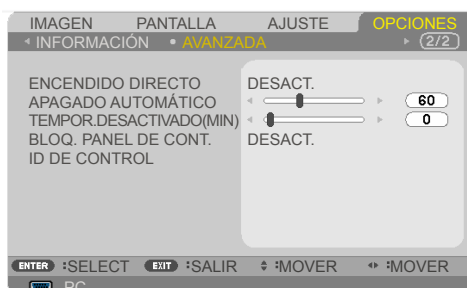 IMAGEN PANTALLA AJUSTE OPCIONES
INFORMACIÓN • AVANZADA 2/2
ENCENDIDO DIRECTO DESACT.
APAGADO AUTOMÁTICO 60
TEMPOR.DESACTIVADO(MIN) 0
BLOQ. PANEL DE CONT. DESACT.
ID DE CONTROL
ENTER :SELECT EXIT :SALIR :MOVER :MOVER
PC